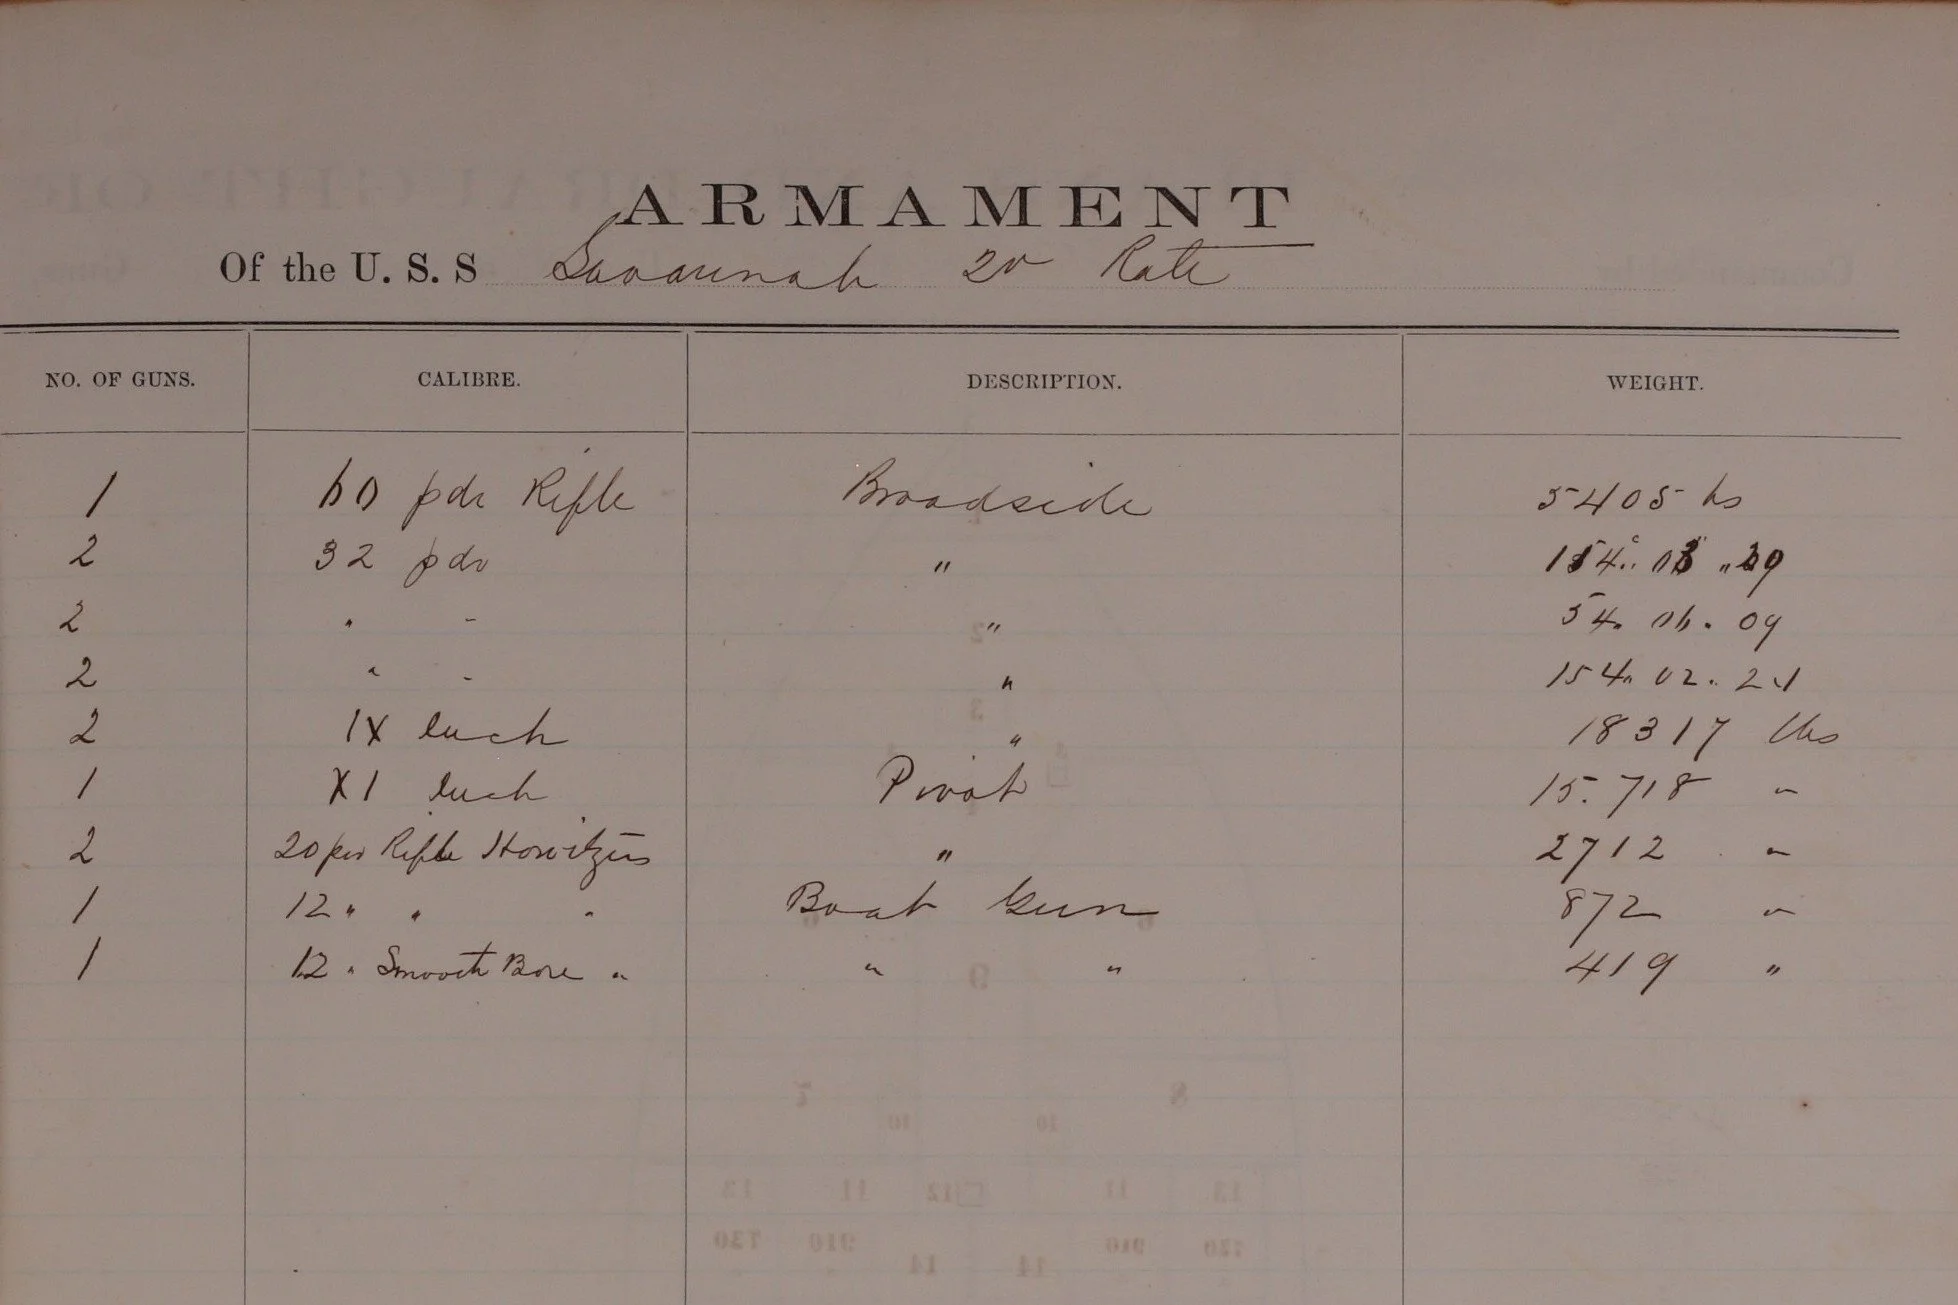 ARMAMENT
Of the U. S. S Savannah 2d Rate
NO. OF GUNS. CALIBRE. DESCRIPTION. WEIGHT.
1 60 pdr Rifle Broadside 5405 lbs
2 32 pdr "
2 " " " 54. 06. 09
2 " " " 154. 02. 21
2 IX Inch " 18317 lbs
1 XI Inch Pivot 15.718 "
2 20 pdr Rifle Howitzers " 2712 "
1 12 " " " Boat Gun 872 "
1 12 " Smooth Bore " " " 419 "